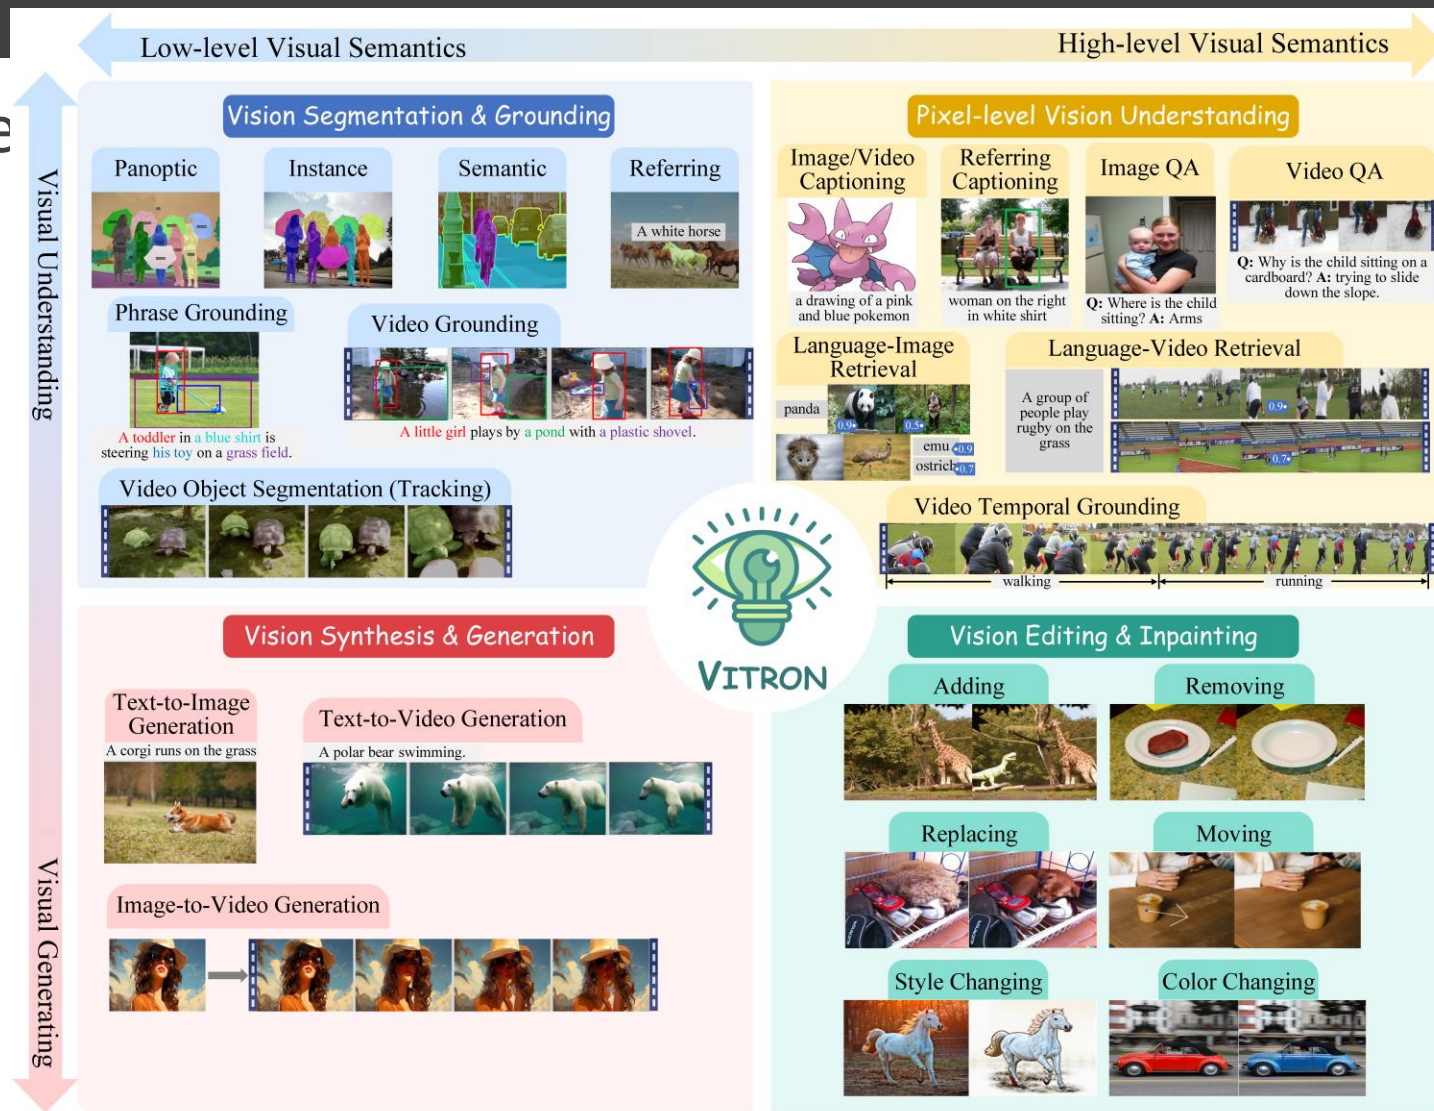 Low-level Visual Semantics
High-level Visual Semantics
e
Visual Understanding
Visual Generating
Vision Segmentation & Grounding
Panoptic
Instance
Semantic
Referring
A white horse
Phrase Grounding
A toddler in a blue shirt is
steering his toy on a grass field.
Video Grounding
A little girl plays by a pond with a plastic shovel.
Video Object Segmentation (Tracking)
Pixel-level Vision Understanding
Image/Video
Captioning
a drawing of a pink
and blue pokemon
Referring
Captioning
woman on the right
in white shirt
Image QA
Q: Where is the child
sitting? A: Arms
Video QA
Q: Why is the child sitting on a
cardboard? A: trying to slide
down the slope.
Language-Image
Retrieval
panda
0.9
0.5
emu
0.9
ostrich
0.7
Language-Video Retrieval
A group of
people play
rugby on the
grass
0.9
0.7
Video Temporal Grounding
walking
running
VITRON
Vision Synthesis & Generation
Text-to-Image
Generation
A corgi runs on the grass
Text-to-Video Generation
A polar bear swimming.
Image-to-Video Generation
Vision Editing & Inpainting
Adding
Removing
Replacing
Moving
Style Changing
Color Changing